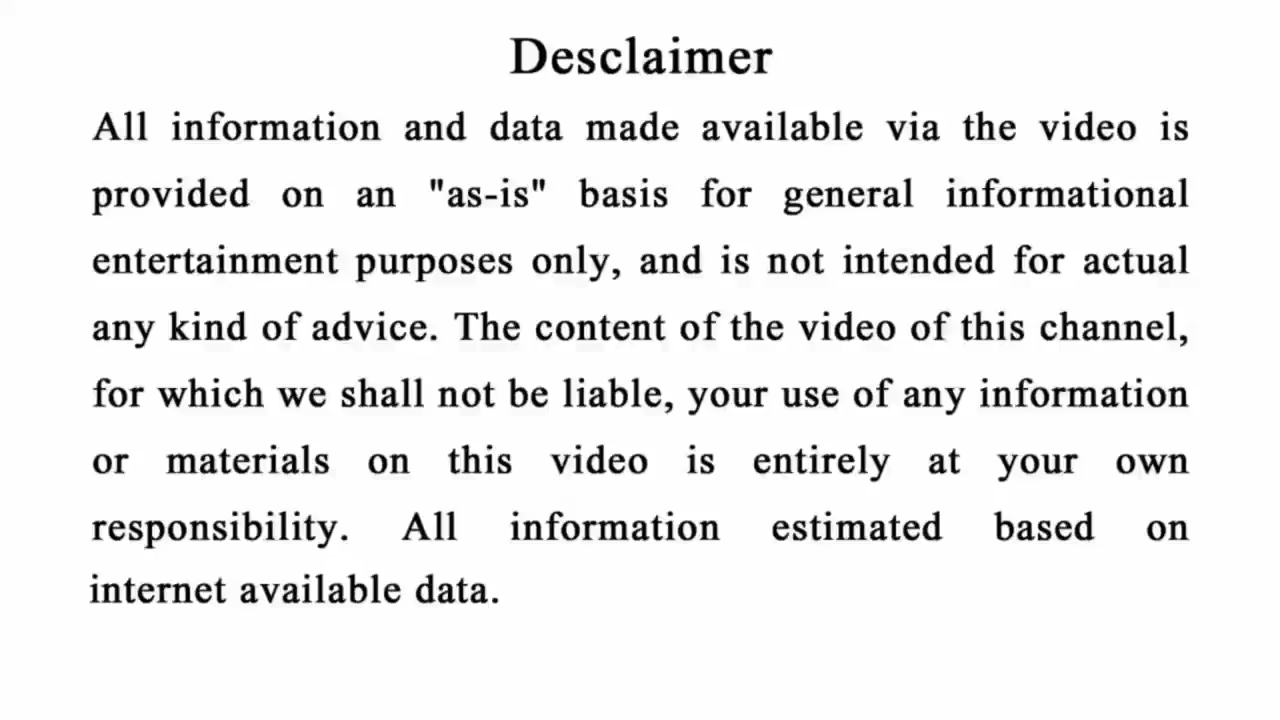 Desclaimer
All information and data made available via the video is
provided on an "as-is" basis for general informational
entertainment purposes only, and is not intended for actual
any kind of advice. The content of the video of this channel,
for which we shall not be liable, your use of any information
or materials on this video is entirely at your own
responsibility. All information estimated based on
internet available data.